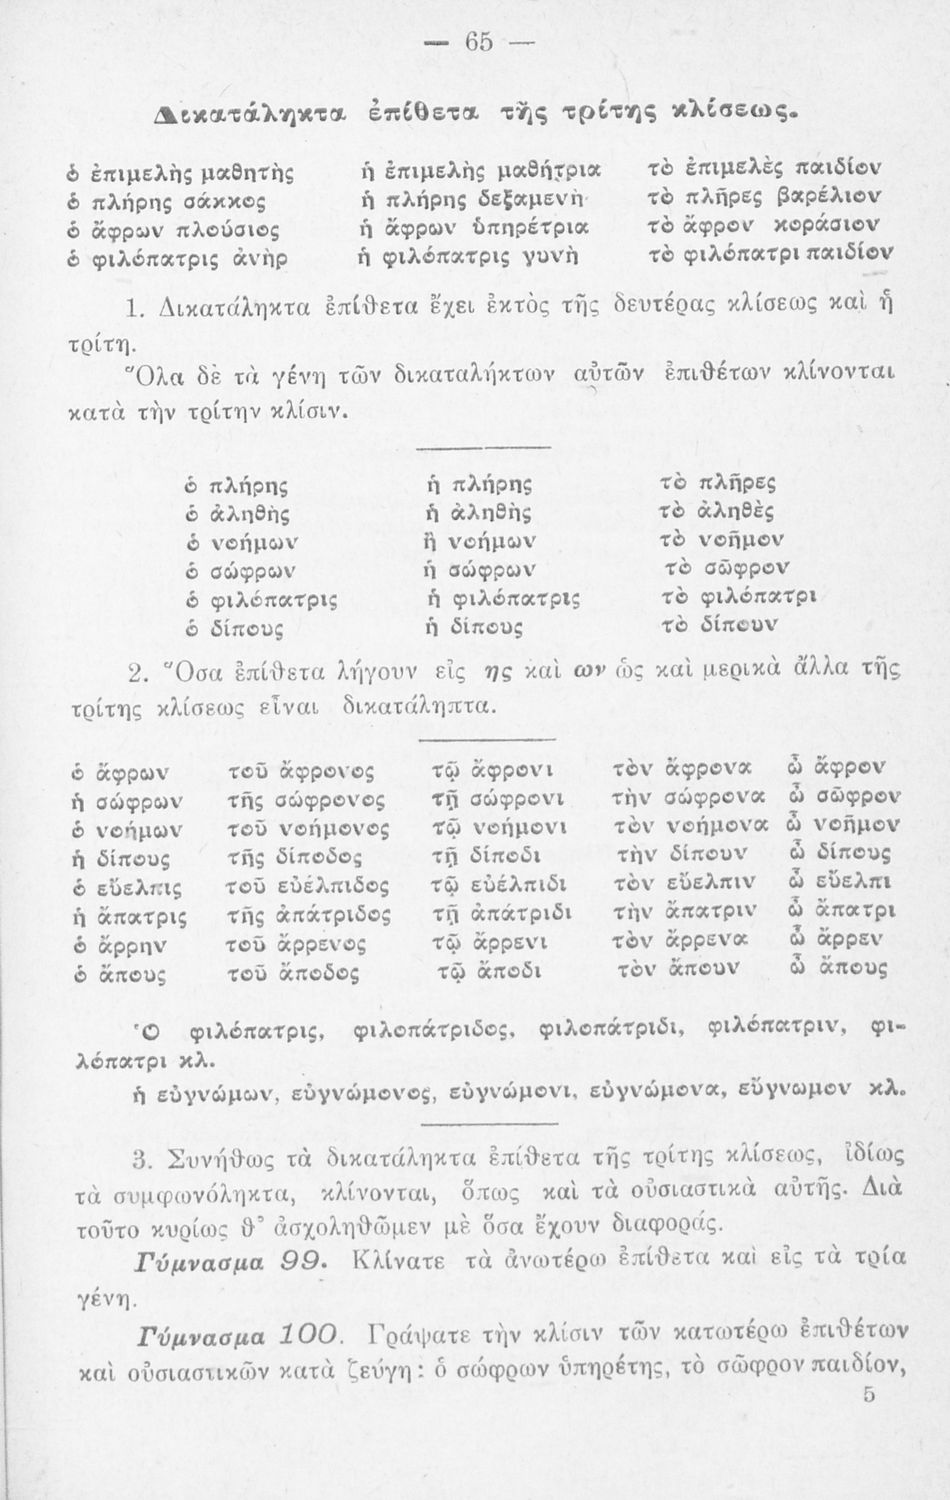 — 65 —
Δικατάληκτα ἐπίθετα τῆς τρίτης κλίσεως.
ὁ ἐπιμελὴς μαθητὴς ἡ ἐπιμελὴς μαθήτρια τὸ ἐπιμελὲς παιδίον
ὁ πλήρης σάκκος ἡ πλήρης δεξαμενὴ τὸ πλῆρες βαρέλιον
ὁ ἄφρων πλούσιος ἡ ἄφρων ὑπηρέτρια τὸ ἄφρον κοράσιον
ὁ φιλόπατρις ἀνὴρ ἡ φιλόπατρις γυνὴ τὸ φιλόπατρι παιδίον
1. Δικατάληκτα ἐπίθετα ἔχει ἐκτὸς τῆς δευτέρας κλίσεως καὶ ἡ
τρίτη.
Ὅλα δὲ τὰ γένη τῶν δικαταλήκτων αὐτῶν ἐπιθέτων κλίνονται
κατὰ τὴν τρίτην κλίσιν.
ὁ πλήρης ἡ πλήρης τὸ πλῆρες
ὁ ἀληθὴς ἡ ἀληθὴς τὸ ἀληθὲς
ὁ νοήμων ἡ νοήμων τὸ νοῆμον
ὁ σώφρων ἡ σώφρων τὸ σῶφρον
ὁ φιλόπατρις ἡ φιλόπατρις τὸ φιλόπατρι
ὁ δίπους ἡ δίπους τὸ δίπουν
2. Ὅσα ἐπίθετα λήγουν εἰς ης καὶ ων ὡς καὶ μερικὰ ἄλλα τῆς
τρίτης κλίσεως εἶναι δικατάληπτα.
ὁ ἄφρων τοῦ ἄφρονος τῷ ἄφρονι τὸν ἄφρονα ὦ ἄφρον
ἡ σώφρων τῆς σώφρονος τῇ σώφρονι τὴν σώφρονα ὦ σῶφρον
ὁ νοήμων τοῦ νοήμονος τῷ νοήμονι τὸν νοήμονα ὦ νοῆμον
ἡ δίπους τῆς δίποδος τῇ δίποδι τὴν δίπουν ὦ δίπους
ὁ εὔελπις τοῦ εὐέλπιδος τῷ εὐέλπιδι τὸν εὔελπιν ὦ εὔελπι
ἡ ἄπατρις τῆς ἀπάτριδος τῇ ἀπάτριδι τὴν ἄπατριν ὦ ἄπατρι
ὁ ἄρρην τοῦ ἄρρενος τῷ ἄρρενι τὸν ἄρρενα ὦ ἄρρεν
ὁ ἄπους τοῦ ἄποδος τῷ ἄποδι τὸν ἄπουν ὦ ἄπους
Ὁ φιλόπατρις, φιλοπάτριδος, φιλοπάτριδι, φιλόπατριν, φι-
λόπατρι κλ.
ἡ εὐγνώμων, εὐγνώμονος, εὐγνώμονι, εὐγνώμονα, εὔγνωμον κλ.
3. Συνήθως τὰ δικατάληκτα ἐπίθετα τῆς τρίτης κλίσεως, ἰδίως
τὰ συμφωνόληκτα, κλίνονται, ὅπως καὶ τὰ οὐσιαστικὰ αὐτῆς. Διὰ
τοῦτο κυρίως θ' ἀσχοληθῶμεν μὲ ὅσα ἔχουν διαφοράς.
Γύμνασμα 99. Κλίνατε τὰ ἀνωτέρω ἐπίθετα καὶ εἰς τὰ τρία
γένη.
Γύμνασμα 100. Γράψατε τὴν κλίσιν τῶν κατωτέρω ἐπιθέτων
καὶ οὐσιαστικῶν κατὰ ζεύγη: ὁ σώφρων ὑπηρέτης, τὸ σῶφρον παιδίον,
5